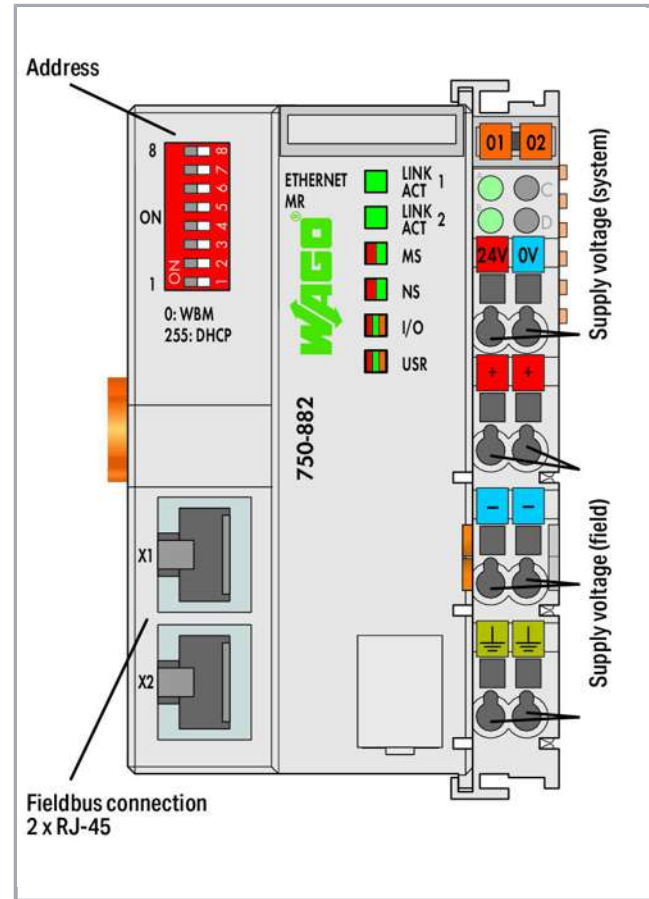 Address
8
ON
1
ON
1 2 3 4 5 6 7 8
0: WBM
255: DHCP
ETHERNET
MR
LINK
ACT 1
LINK
ACT 2
MS
NS
I/O
USR
WAGO®
750-882
01 02
A
C
B
D
24V 0V
+ +
− −
Supply voltage (system)
Supply voltage (field)
X1
X2
Fieldbus connection
2 x RJ-45